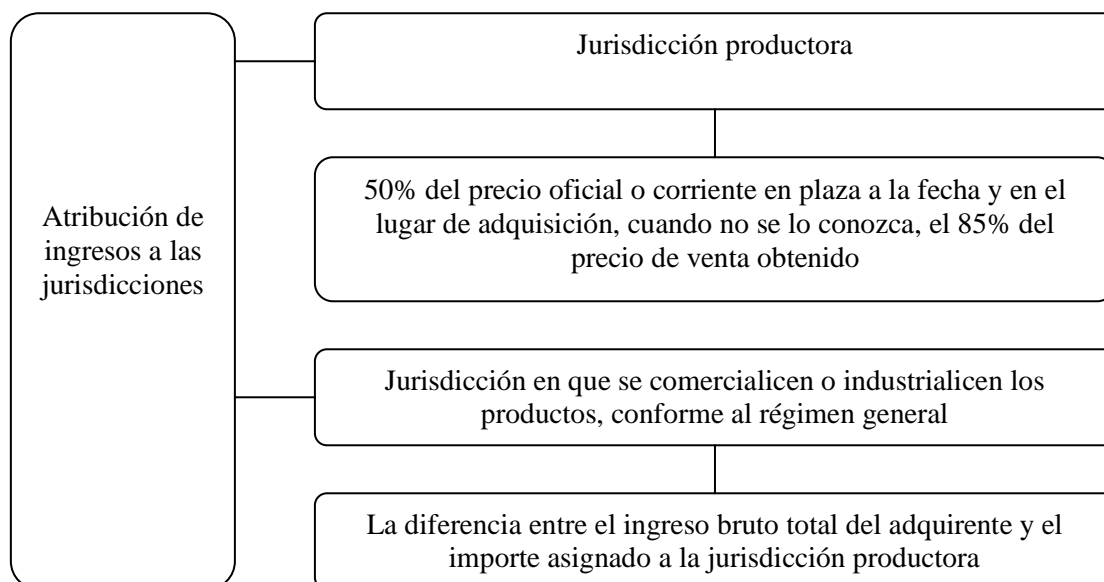 Atribución de
ingresos a las
jurisdicciones
Jurisdicción productora
50% del precio oficial o corriente en plaza a la fecha y en el
lugar de adquisición, cuando no se lo conozca, el 85% del
precio de venta obtenido
Jurisdicción en que se comercialicen o industrialicen los
productos, conforme al régimen general
La diferencia entre el ingreso bruto total del adquirente y el
importe asignado a la jurisdicción productora